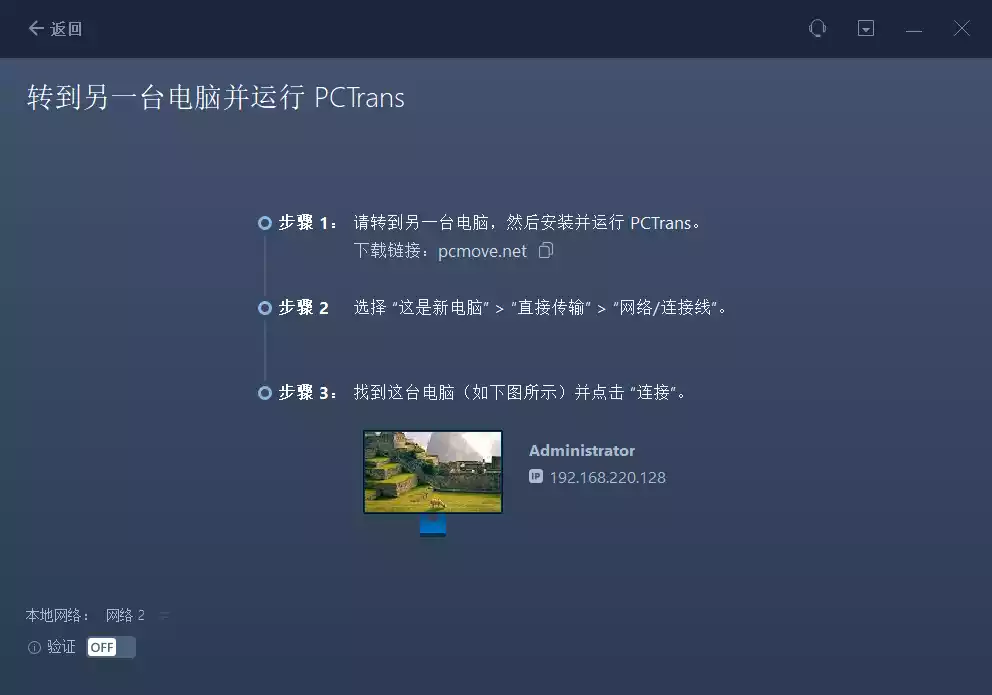 返回
转到另一台电脑并运行 PCTrans
步骤 1： 请转到另一台电脑，然后安装并运行 PCTrans。
下载链接：pcmove.net
步骤 2 选择 “这是新电脑” > “直接传输” > “网络/连接线”。
步骤 3： 找到这台电脑（如下图所示）并点击 “连接”。
Administrator
IP 192.168.220.128
本地网络： 网络 2
验证 OFF